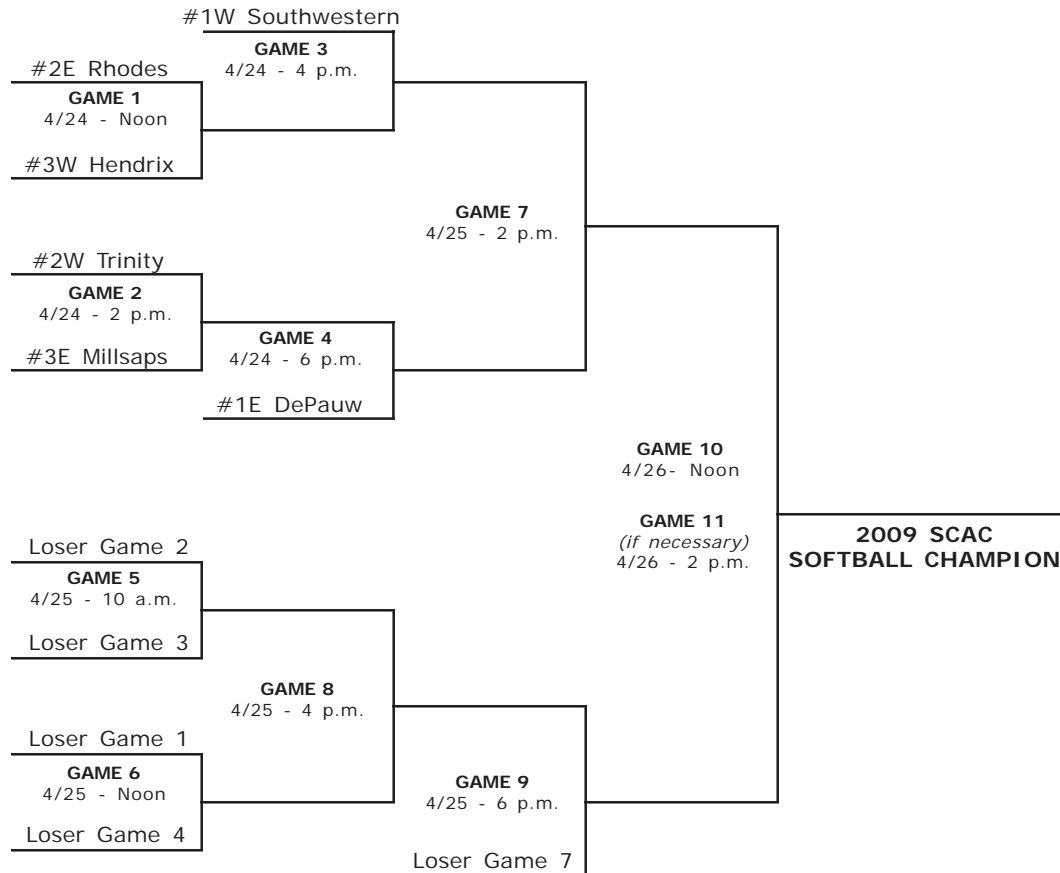 #1W Southwestern
GAME 3
4/24 - 4 p.m.
#2E Rhodes
GAME 1
4/24 - Noon
#3W Hendrix
GAME 7
4/25 - 2 p.m.
#2W Trinity
GAME 2
4/24 - 2 p.m.
#3E Millsaps
GAME 4
4/24 - 6 p.m.
#1E DePauw
GAME 10
4/26- Noon
GAME 11
(if necessary)
4/26 - 2 p.m.
2009 SCAC
SOFTBALL CHAMPION
Loser Game 2
GAME 5
4/25 - 10 a.m.
Loser Game 3
GAME 8
4/25 - 4 p.m.
Loser Game 1
GAME 6
4/25 - Noon
Loser Game 4
GAME 9
4/25 - 6 p.m.
Loser Game 7